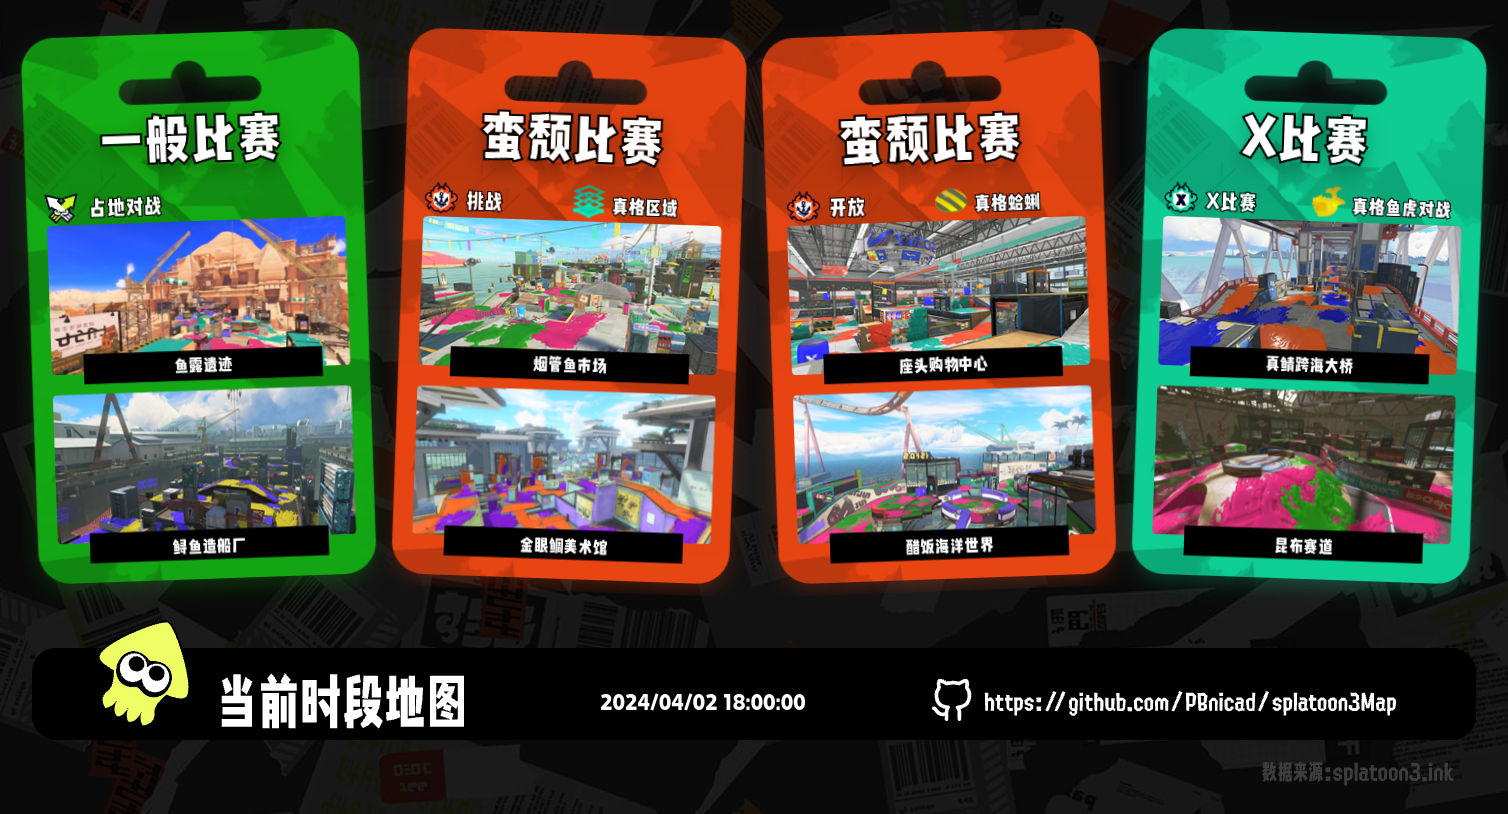 一般比赛
占地对战
鱼露遗迹
鲟鱼造船厂
蛮颓比赛
挑战
真格区域
烟管鱼市场
金眼鲷美术馆
蛮颓比赛
开放
真格蛤蜊
座头购物中心
醋饭海洋世界
X比赛
X比赛
真格鱼虎对战
真鲭跨海大桥
昆布赛道
当前时段地图
2024/04/02 18:00:00
https://github.com/PBnicad/splatoon3Map
数据来源:splatoon3.ink